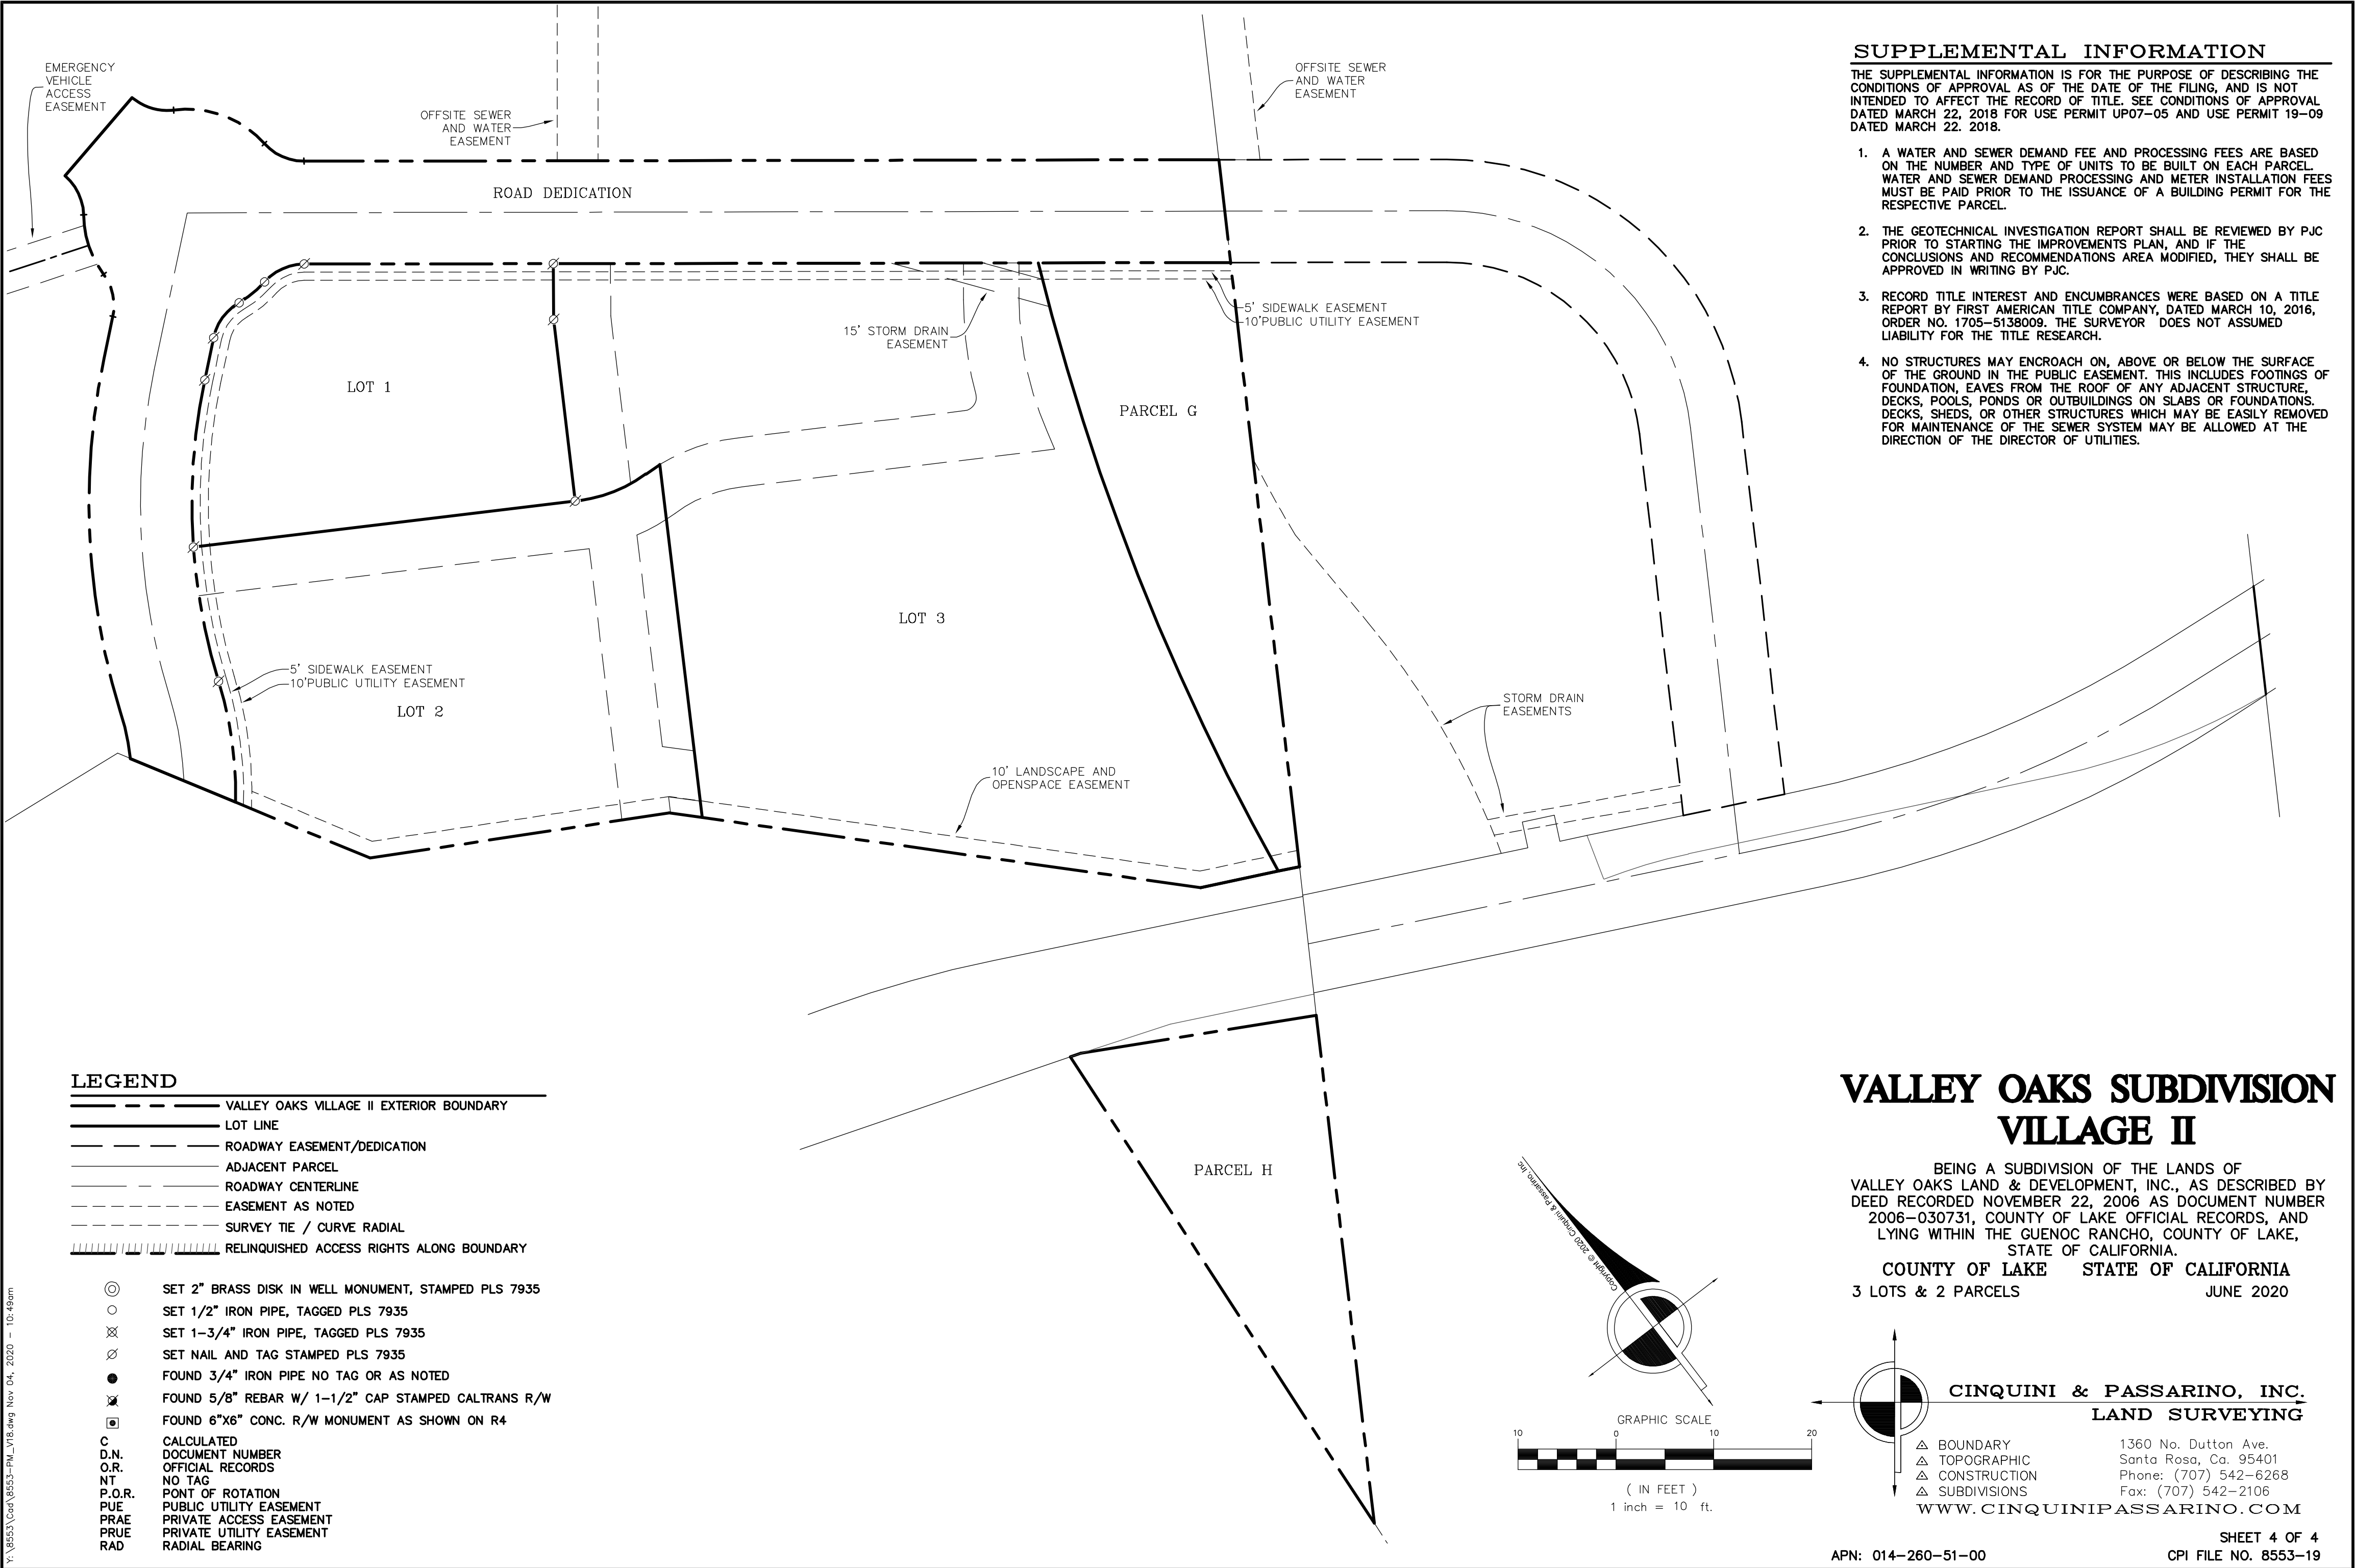 EMERGENCY
VEHICLE
ACCESS
EASEMENT
OFFSITE SEWER
AND WATER
EASEMENT
OFFSITE SEWER
AND WATER
EASEMENT
ROAD DEDICATION
5' SIDEWALK EASEMENT
10'PUBLIC UTILITY EASEMENT
15' STORM DRAIN
EASEMENT
LOT 1
PARCEL G
LOT 3
5' SIDEWALK EASEMENT
10'PUBLIC UTILITY EASEMENT
LOT 2
STORM DRAIN
EASEMENTS
10' LANDSCAPE AND
OPENSPACE EASEMENT
PARCEL H
SUPPLEMENTAL INFORMATION
THE SUPPLEMENTAL INFORMATION IS FOR THE PURPOSE OF DESCRIBING THE
CONDITIONS OF APPROVAL AS OF THE DATE OF THE FILING, AND IS NOT
INTENDED TO AFFECT THE RECORD OF TITLE. SEE CONDITIONS OF APPROVAL
DATED MARCH 22, 2018 FOR USE PERMIT UP07-05 AND USE PERMIT 19-09
DATED MARCH 22. 2018.
1. A WATER AND SEWER DEMAND FEE AND PROCESSING FEES ARE BASED
ON THE NUMBER AND TYPE OF UNITS TO BE BUILT ON EACH PARCEL.
WATER AND SEWER DEMAND PROCESSING AND METER INSTALLATION FEES
MUST BE PAID PRIOR TO THE ISSUANCE OF A BUILDING PERMIT FOR THE
RESPECTIVE PARCEL.
2. THE GEOTECHNICAL INVESTIGATION REPORT SHALL BE REVIEWED BY PJC
PRIOR TO STARTING THE IMPROVEMENTS PLAN, AND IF THE
CONCLUSIONS AND RECOMMENDATIONS AREA MODIFIED, THEY SHALL BE
APPROVED IN WRITING BY PJC.
3. RECORD TITLE INTEREST AND ENCUMBRANCES WERE BASED ON A TITLE
REPORT BY FIRST AMERICAN TITLE COMPANY, DATED MARCH 10, 2016,
ORDER NO. 1705-5138009. THE SURVEYOR DOES NOT ASSUMED
LIABILITY FOR THE TITLE RESEARCH.
4. NO STRUCTURES MAY ENCROACH ON, ABOVE OR BELOW THE SURFACE
OF THE GROUND IN THE PUBLIC EASEMENT. THIS INCLUDES FOOTINGS OF
FOUNDATION, EAVES FROM THE ROOF OF ANY ADJACENT STRUCTURE,
DECKS, POOLS, PONDS OR OUTBUILDINGS ON SLABS OR FOUNDATIONS.
DECKS, SHEDS, OR OTHER STRUCTURES WHICH MAY BE EASILY REMOVED
FOR MAINTENANCE OF THE SEWER SYSTEM MAY BE ALLOWED AT THE
DIRECTION OF THE DIRECTOR OF UTILITIES.
LEGEND
VALLEY OAKS VILLAGE II EXTERIOR BOUNDARY
LOT LINE
ROADWAY EASEMENT/DEDICATION
ADJACENT PARCEL
ROADWAY CENTERLINE
EASEMENT AS NOTED
SURVEY TIE / CURVE RADIAL
RELINQUISHED ACCESS RIGHTS ALONG BOUNDARY
SET 2" BRASS DISK IN WELL MONUMENT, STAMPED PLS 7935
SET 1/2" IRON PIPE, TAGGED PLS 7935
SET 1-3/4" IRON PIPE, TAGGED PLS 7935
SET NAIL AND TAG STAMPED PLS 7935
FOUND 3/4" IRON PIPE NO TAG OR AS NOTED
FOUND 5/8" REBAR W/ 1-1/2" CAP STAMPED CALTRANS R/W
FOUND 6"X6" CONC. R/W MONUMENT AS SHOWN ON R4
C CALCULATED
D.N. DOCUMENT NUMBER
O.R. OFFICIAL RECORDS
NT NO TAG
P.O.R. PONT OF ROTATION
PUE PUBLIC UTILITY EASEMENT
PRAE PRIVATE ACCESS EASEMENT
PRUE PRIVATE UTILITY EASEMENT
RAD RADIAL BEARING
Y:\8553\Cad\8553-PM_V18.dwg Nov 04, 2020 - 10:49am
Copyright © 2020 Cinquini & Passarino, Inc
GRAPHIC SCALE
10 0 10 20
( IN FEET )
1 inch = 10 ft.
VALLEY OAKS SUBDIVISION
VILLAGE II
BEING A SUBDIVISION OF THE LANDS OF
VALLEY OAKS LAND & DEVELOPMENT, INC., AS DESCRIBED BY
DEED RECORDED NOVEMBER 22, 2006 AS DOCUMENT NUMBER
2006-030731, COUNTY OF LAKE OFFICIAL RECORDS, AND
LYING WITHIN THE GUENOC RANCHO, COUNTY OF LAKE,
STATE OF CALIFORNIA.
COUNTY OF LAKE STATE OF CALIFORNIA
3 LOTS & 2 PARCELS JUNE 2020
CINQUINI & PASSARINO, INC.
LAND SURVEYING
BOUNDARY 1360 No. Dutton Ave.
TOPOGRAPHIC Santa Rosa, Ca. 95401
CONSTRUCTION Phone: (707) 542-6268
SUBDIVISIONS Fax: (707) 542-2106
WWW.CINQUINIPASSARINO.COM
SHEET 4 OF 4
APN: 014-260-51-00 CPI FILE NO. 8553-19